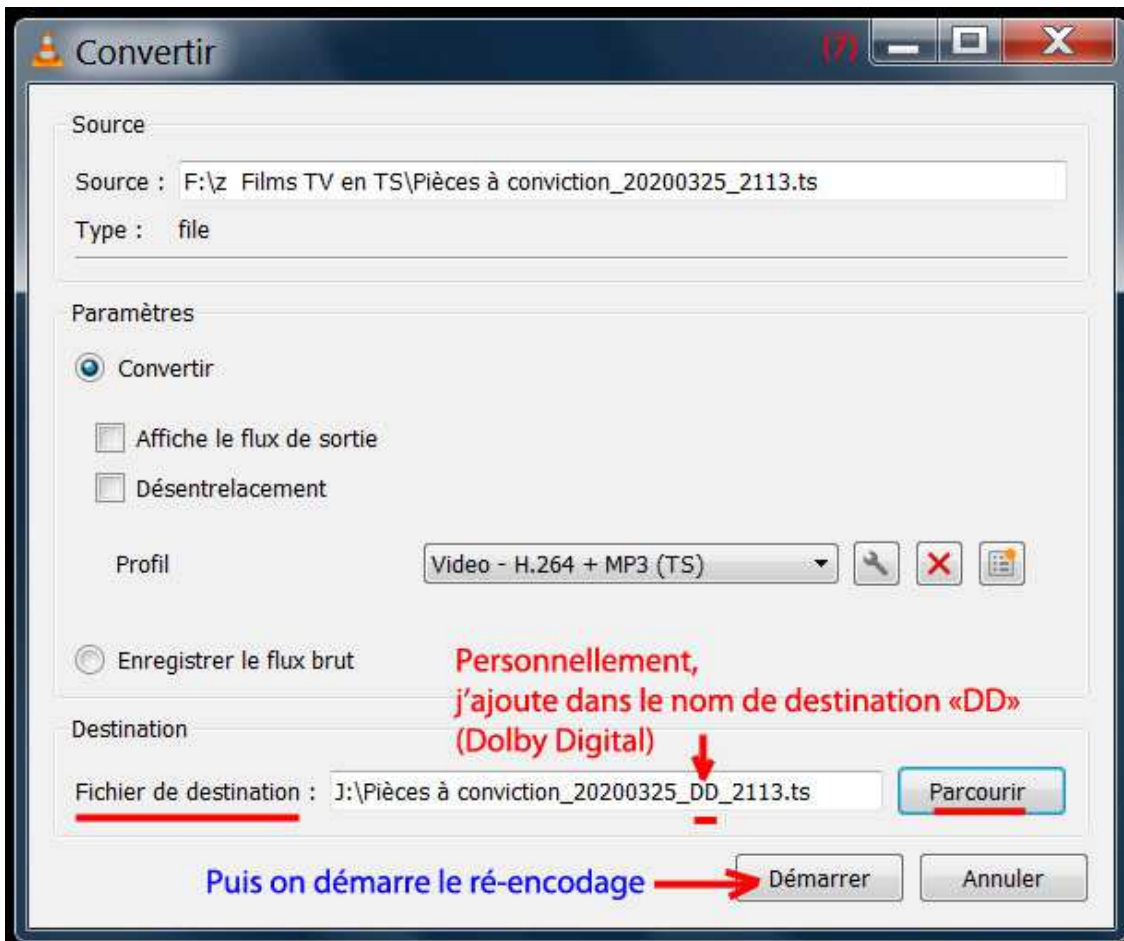 Convertir
(7)
Source
Source : F:\z Films TV en TS\Pièces à conviction_20200325_2113.ts
Type : file
Paramètres
Convertir
Affiche le flux de sortie
Désentrelacement
Profil Video - H.264 + MP3 (TS)
Enregistrer le flux brut
Personnellement,
j'ajoute dans le nom de destination «DD»
(Dolby Digital)
Destination
Fichier de destination : J:\Pièces à conviction_20200325_DD_2113.ts Parcourir
Puis on démarre le ré-encodage Démarrer Annuler